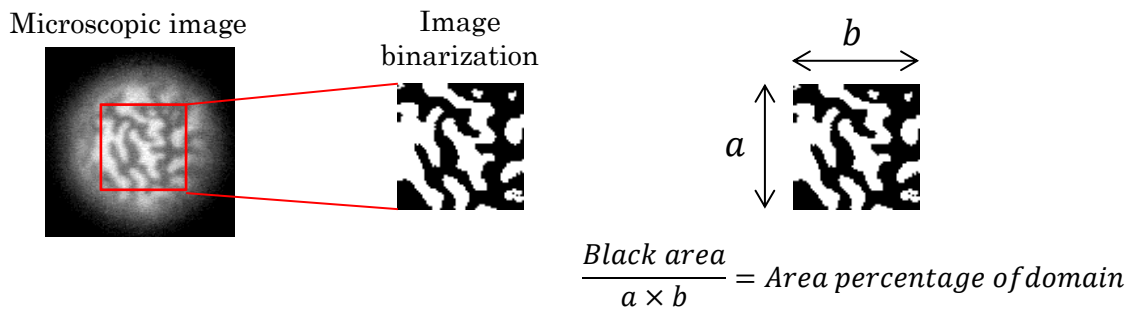 Microscopic image
Image
binarization
b
a
Black area
a × b
= Area percentage of domain